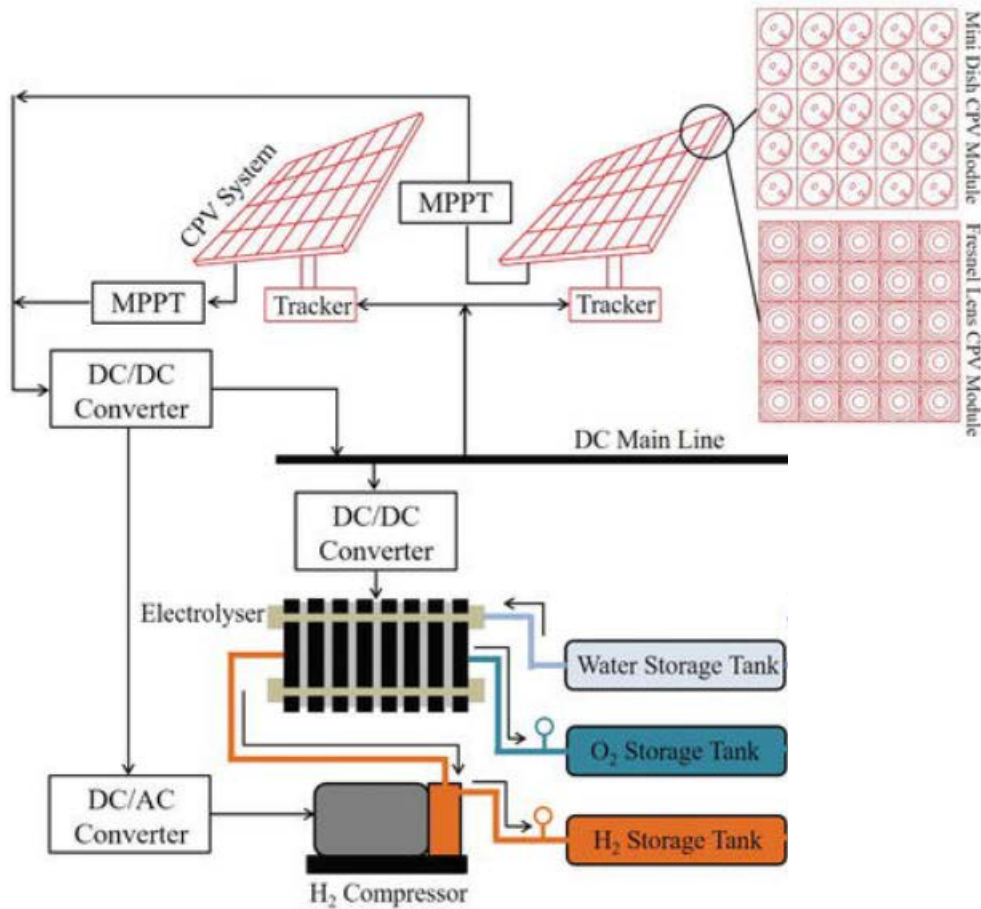 Mini Dish CPV Module
CPV System
MPPT
MPPT
Tracker
Tracker
Fresnel Lens CPV Module
DC/DC
Converter
DC Main Line
DC/DC
Converter
Electrolyser
Water Storage Tank
O₂ Storage Tank
DC/AC
Converter
H₂ Storage Tank
H₂ Compressor